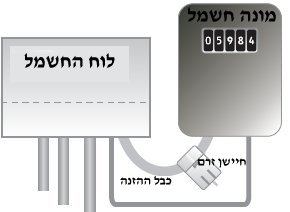 מונה חשמל
05984
לוח החשמל
חיישן זרם
כבל ההזנה